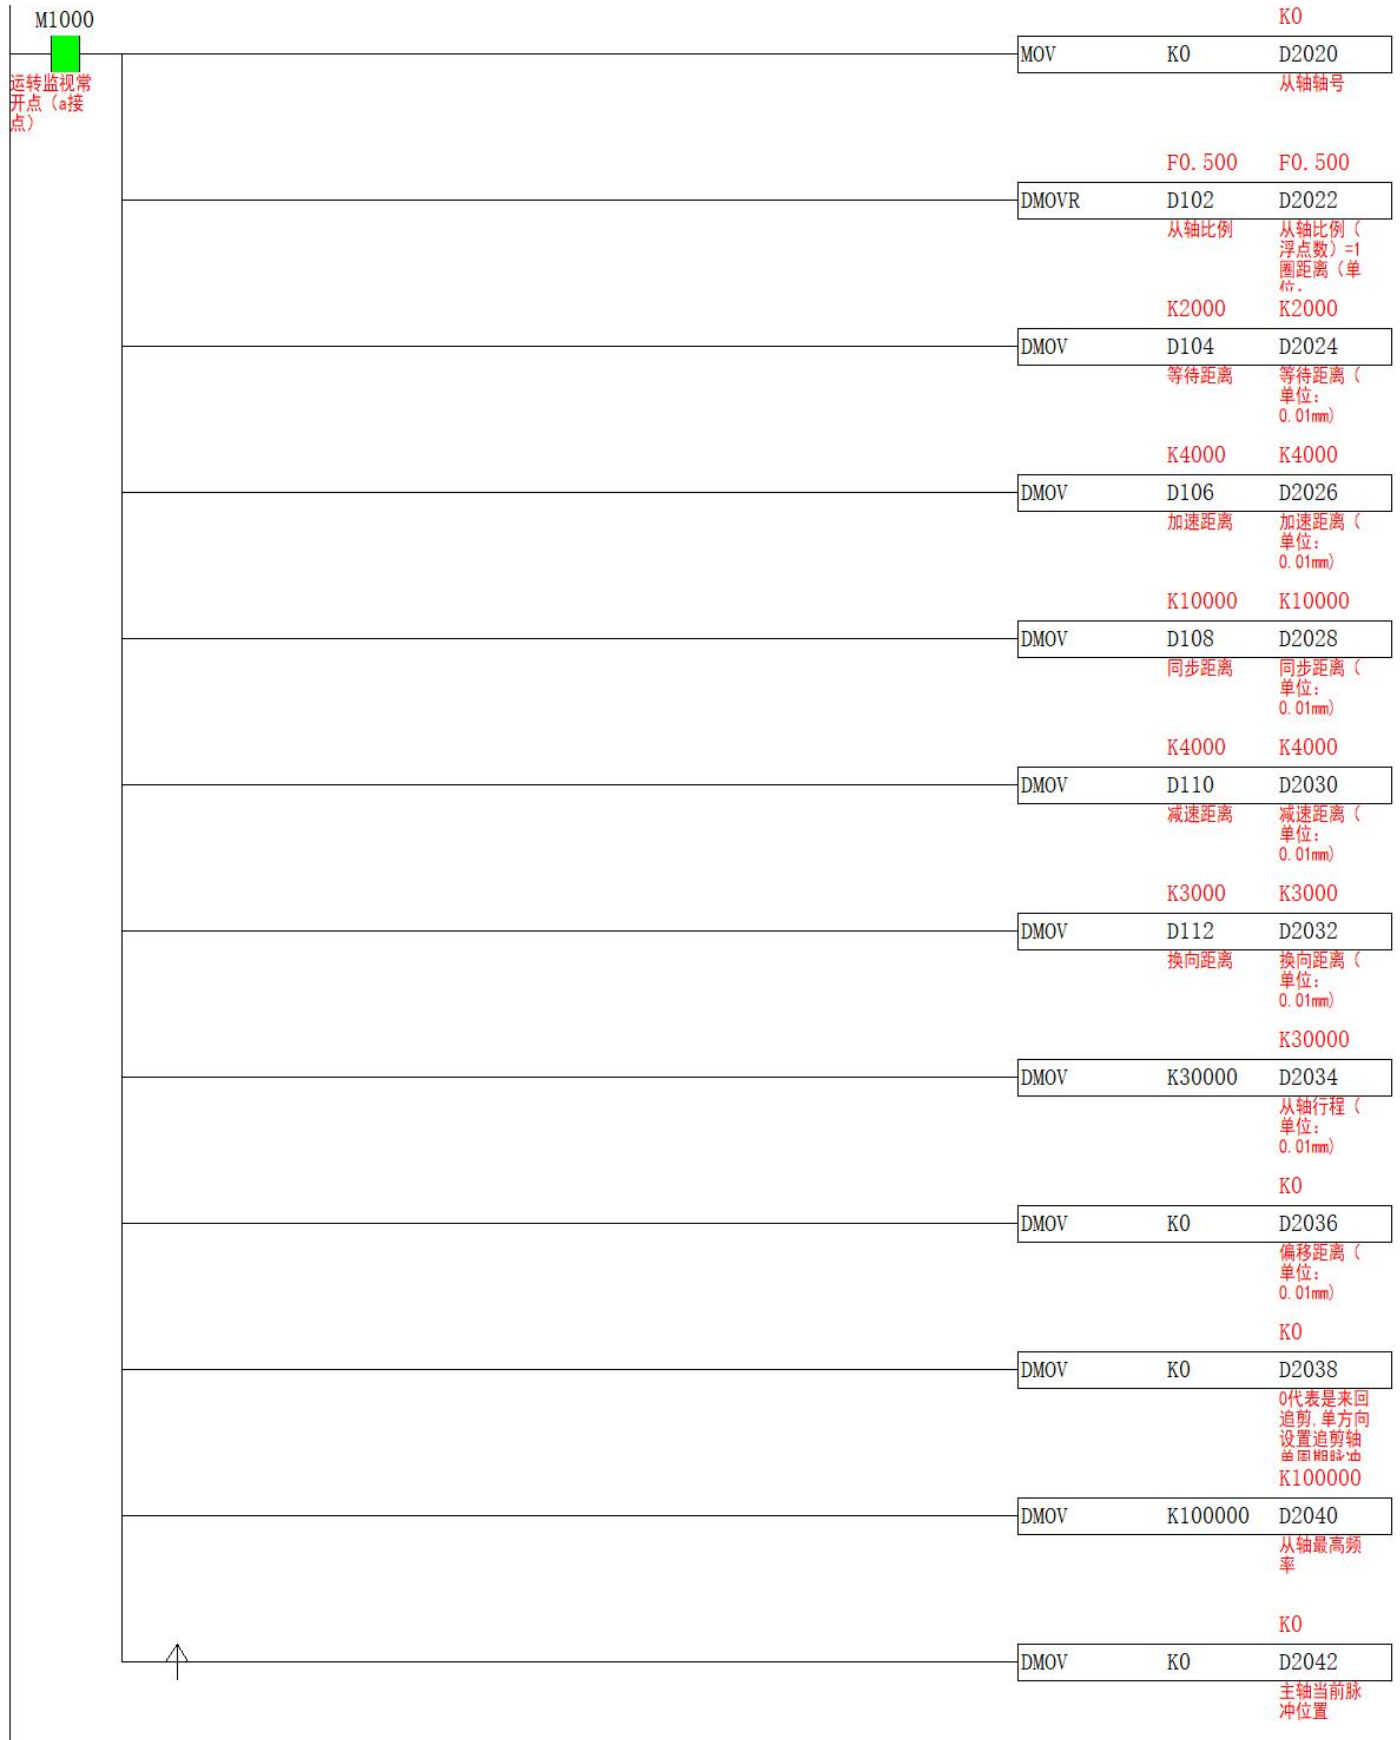 M1000
运转监视常
开点（a接
点）
K0
MOV K0 D2020
从轴轴号
F0.500 F0.500
DMOVR D102 D2022
从轴比例 从轴比例（
浮点数）=1
圈距离（单
位：
K2000 K2000
DMOV D104 D2024
等待距离 等待距离（
单位：
0.01mm)
K4000 K4000
DMOV D106 D2026
加速距离 加速距离（
单位：
0.01mm)
K10000 K10000
DMOV D108 D2028
同步距离 同步距离（
单位：
0.01mm)
K4000 K4000
DMOV D110 D2030
减速距离 减速距离（
单位：
0.01mm)
K3000 K3000
DMOV D112 D2032
换向距离 换向距离（
单位：
0.01mm)
K30000
DMOV K30000 D2034
从轴行程（
单位：
0.01mm)
K0
DMOV K0 D2036
偏移距离（
单位：
0.01mm)
K0
DMOV K0 D2038
0代表是来回
追剪,单方向
设置追剪轴
单周期脉冲
K100000
DMOV K100000 D2040
从轴最高频
率
K0
DMOV K0 D2042
主轴当前脉
冲位置